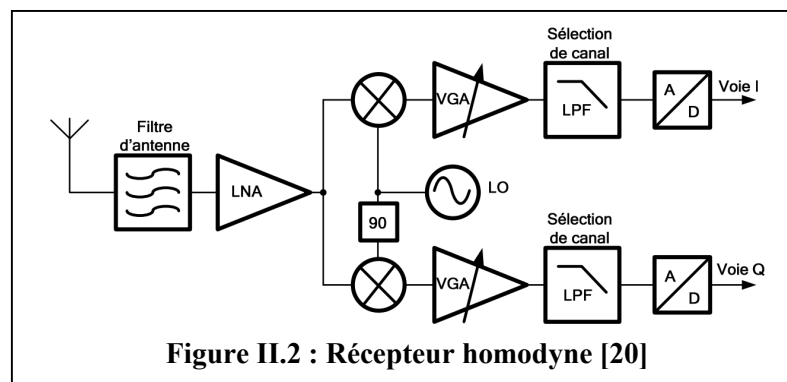 Sélection
de canal
Voie I
VGA
LPF
A
D
Filtre
d'antenne
LNA
LO
90
Sélection
de canal
Voie Q
VGA
LPF
A
D
Figure II.2 : Récepteur homodyne [20]